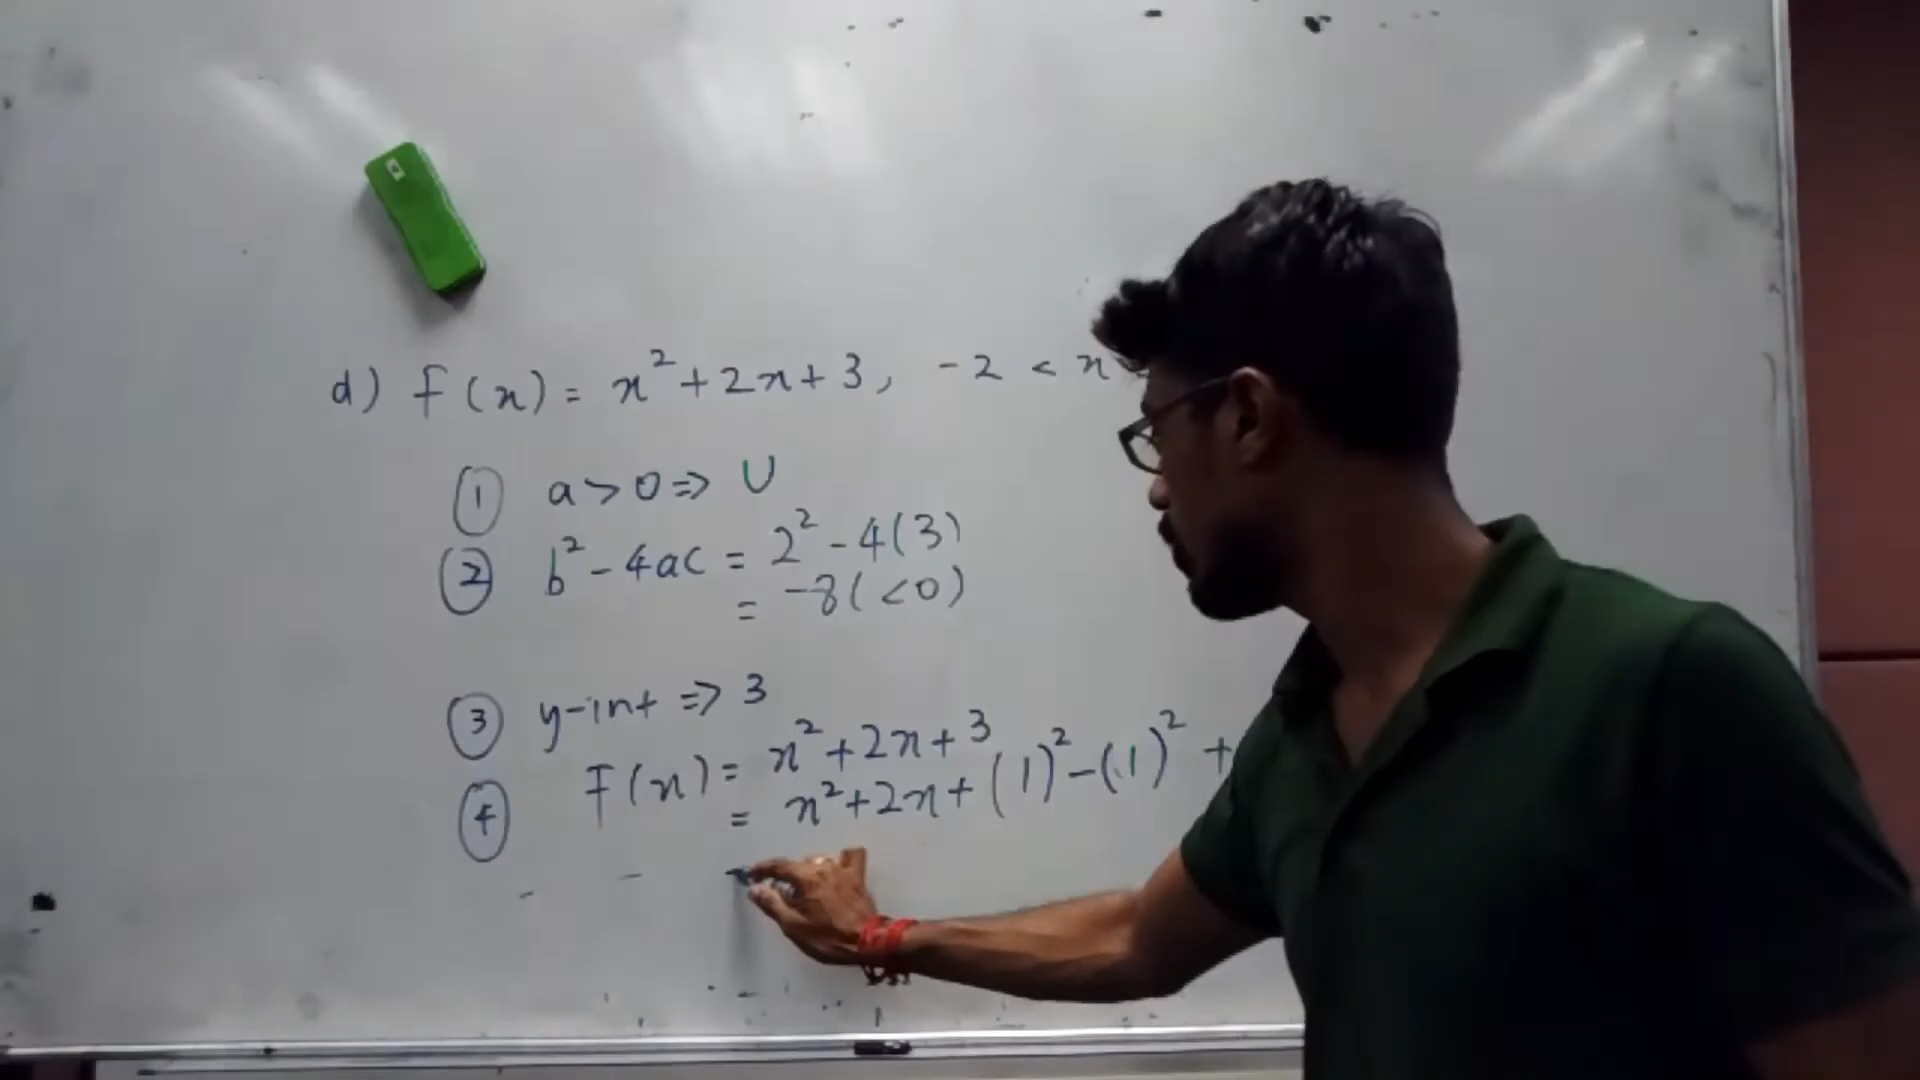 d) f(x) = x²+2x+3, -2 < x
① a>0 => U
② b²-4ac = 2²-4(3)
= -8(<0)
③ y-int => 3
④ F(x) = x²+2x+3
= x²+2x+(1)²-(1)²+